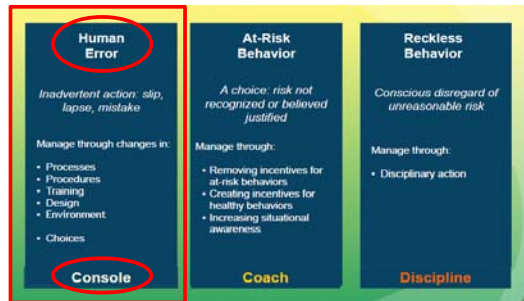 Human
Error
Inadvertent action: slip,
lapse, mistake
Manage through changes in:
• Processes
• Procedures
• Training
• Design
• Environment
• Choices
Console
At-Risk
Behavior
A choice: risk not
recognized or believed
justified
Manage through:
• Removing incentives for
at-risk behaviors
• Creating incentives for
healthy behaviors
• Increasing situational
awareness
Coach
Reckless
Behavior
Conscious disregard of
unreasonable risk
Manage through:
• Disciplinary action
Discipline